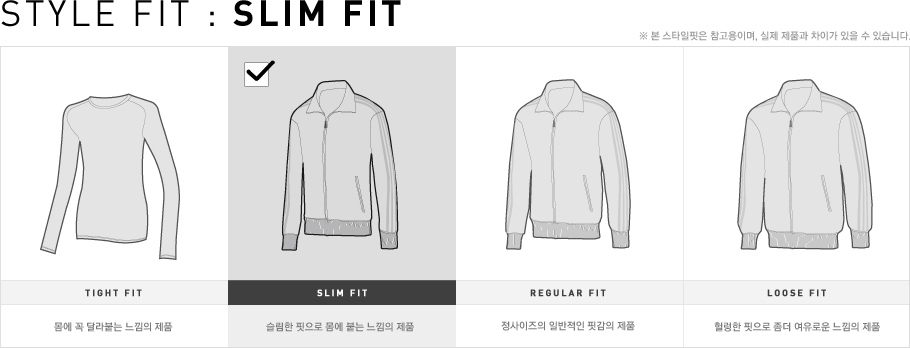 STYLE FIT : SLIM FIT
※ 본 스타일핏은 참고용이며, 실제 제품과 차이가 있을 수 있습니다.
TIGHT FIT
SLIM FIT
REGULAR FIT
LOOSE FIT
몸에 꼭 달라붙는 느낌의 제품
슬림한 핏으로 몸에 붙는 느낌의 제품
정사이즈의 일반적인 핏감의 제품
헐렁한 핏으로 좀더 여유로운 느낌의 제품